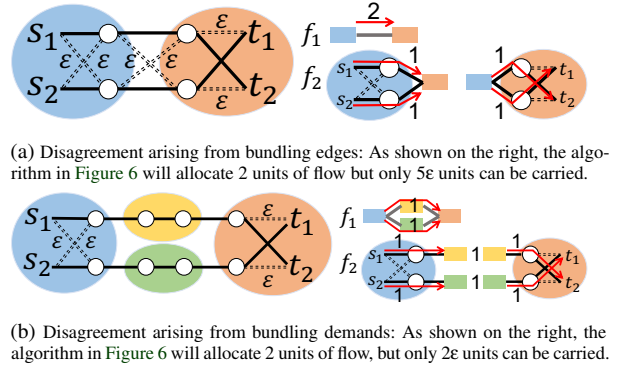 s₁ ε ε ε ε ε t₁
s₂ ε t₂
f₁ 2
f₂ s₁ 1 1 t₁
s₂ 1 1 t₂
(a) Disagreement arising from bundling edges: As shown on the right, the algo-
rithm in Figure 6 will allocate 2 units of flow but only 5ε units can be carried.
s₁ ε ε ε t₁
s₂ ε t₂
f₁ 1
1
f₂ s₁ 1 1 1 t₁
s₂ 1 1 1 t₂
(b) Disagreement arising from bundling demands: As shown on the right, the
algorithm in Figure 6 will allocate 2 units of flow, but only 2ε units can be carried.